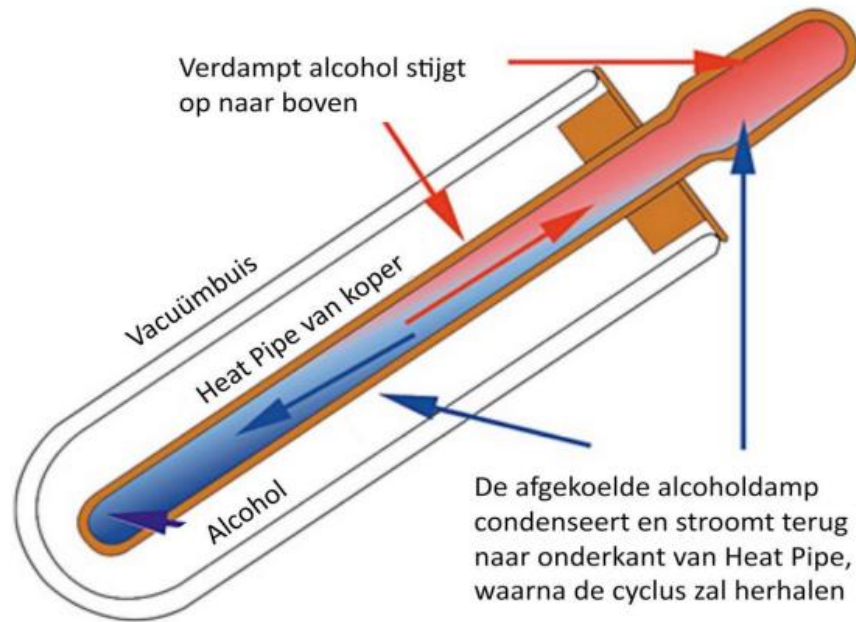 Verdampt alcohol stijgt
op naar boven
Vacuümbuis
Heat Pipe van koper
Alcohol
De afgekoelde alcoholdamp
condenseert en stroomt terug
naar onderkant van Heat Pipe,
waarna de cyclus zal herhalen